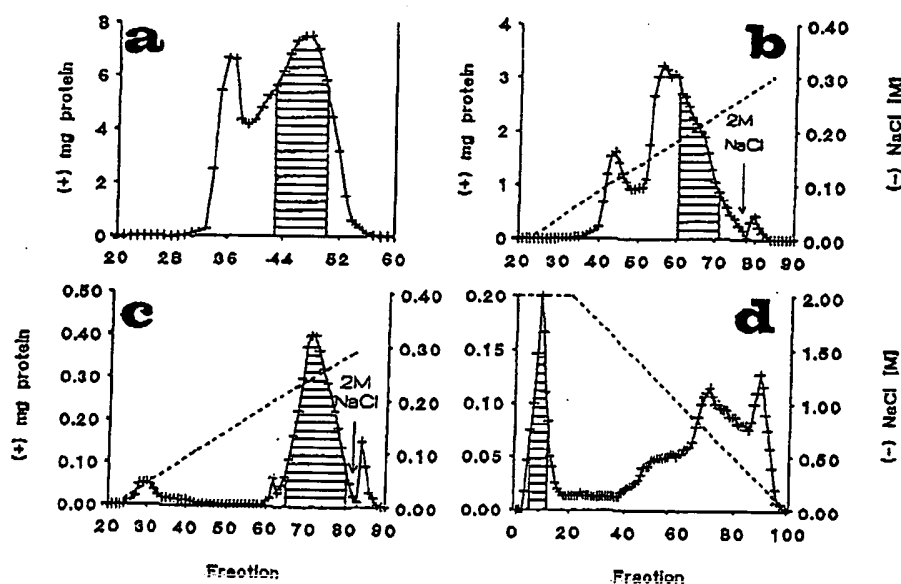 a
(+) mg protein
8
6
4
2
0
20 28 36 44 52 60
b
(+) mg protein
4
3
2
1
0
2M
NaCl
0.40
0.30
0.20
0.10
0.00
(-) NaCl [M]
20 30 40 50 60 70 80 90
c
(+) mg protein
0.50
0.40
0.30
0.20
0.10
0.00
2M
NaCl
0.40
0.30
0.20
0.10
0.00
20 30 40 50 60 70 80 90
Fraction
d
0.20
0.15
0.10
0.05
0.00
2.00
1.50
1.00
0.50
0.00
(-) NaCl [M]
0 20 40 60 80 100
Fraction